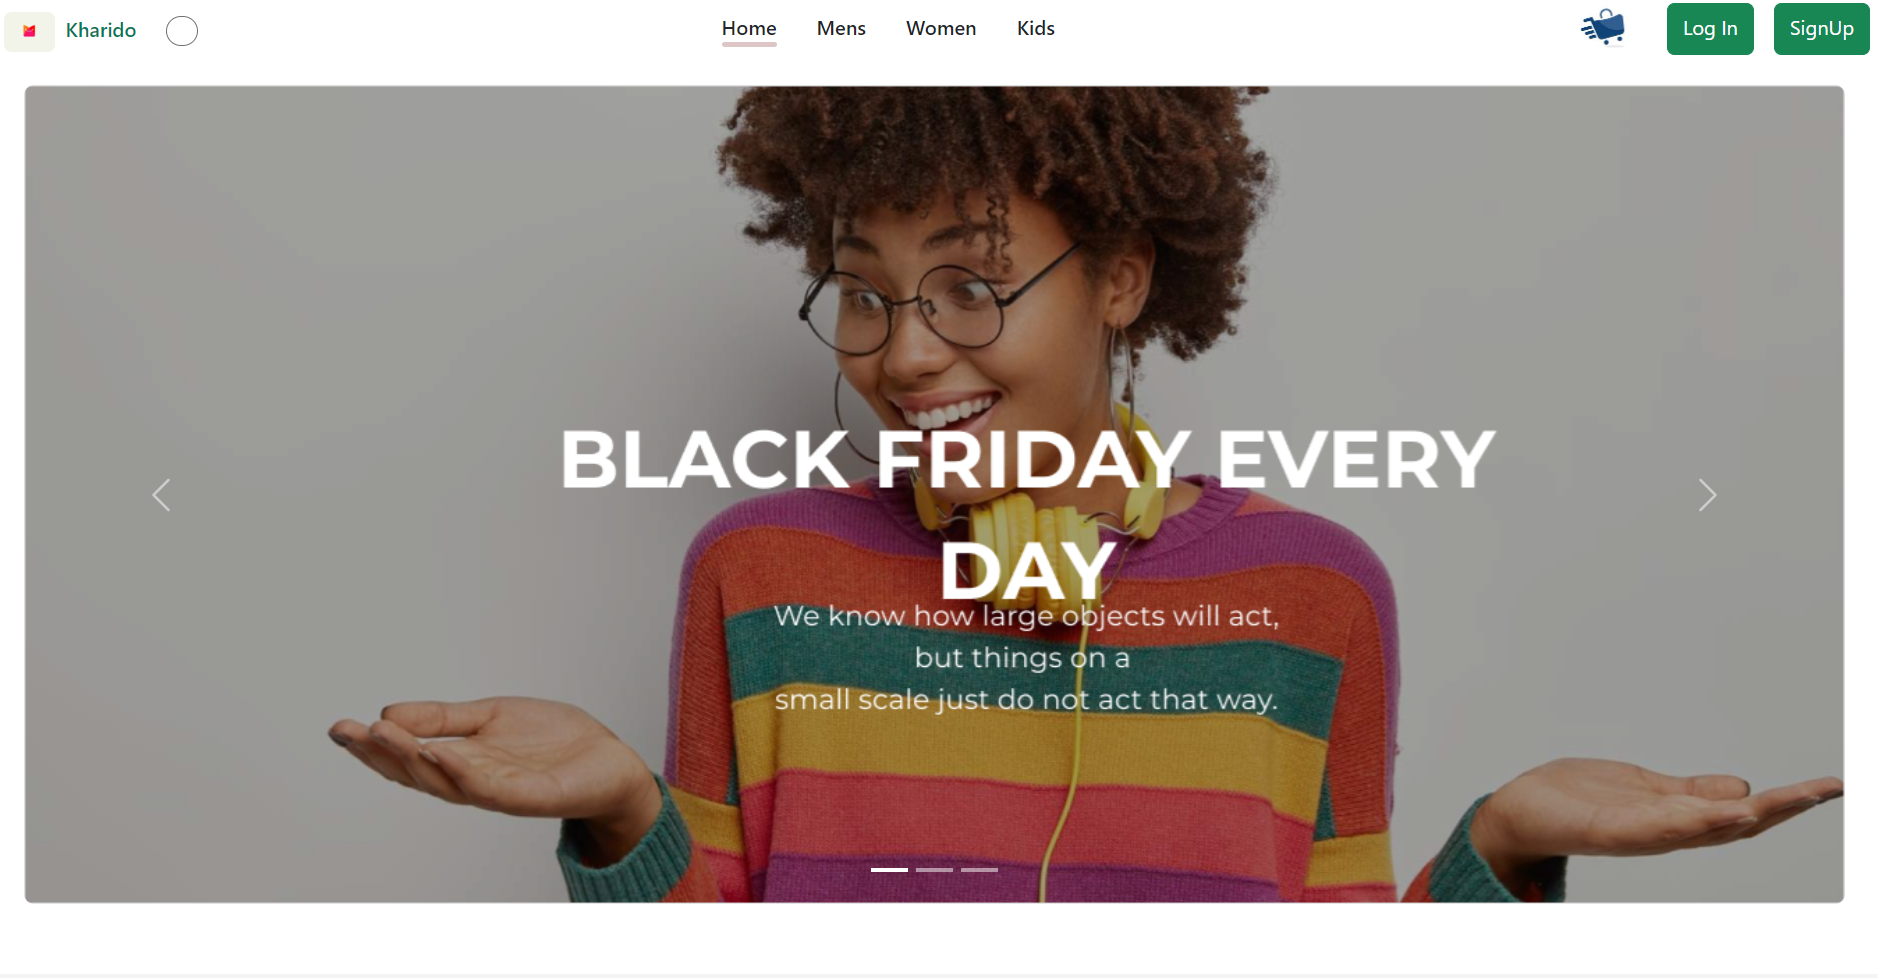 Kharido
Home Mens Women Kids
Log In SignUp
BLACK FRIDAY EVERY
DAY
We know how large objects will act,
but things on a
small scale just do not act that way.